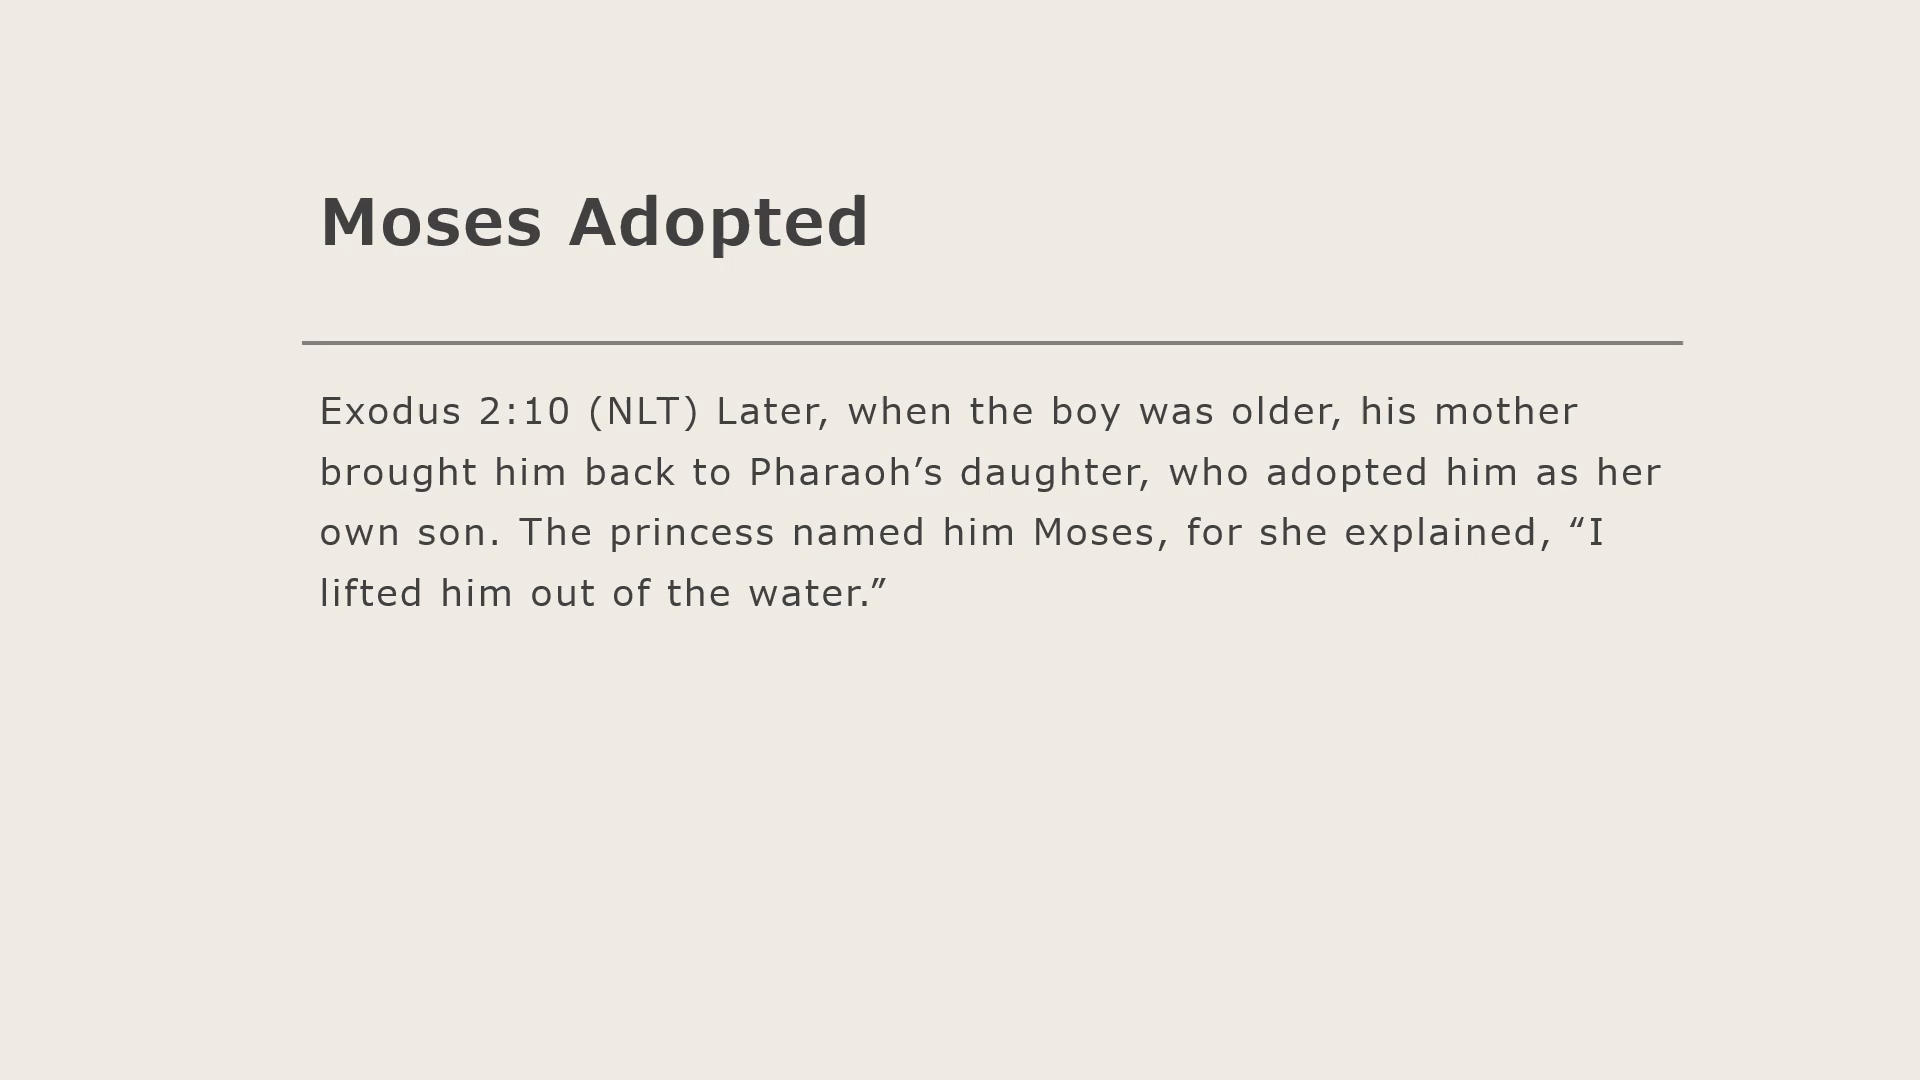 Moses Adopted
Exodus 2:10 (NLT) Later, when the boy was older, his mother
brought him back to Pharaoh’s daughter, who adopted him as her
own son. The princess named him Moses, for she explained, “I
lifted him out of the water.”